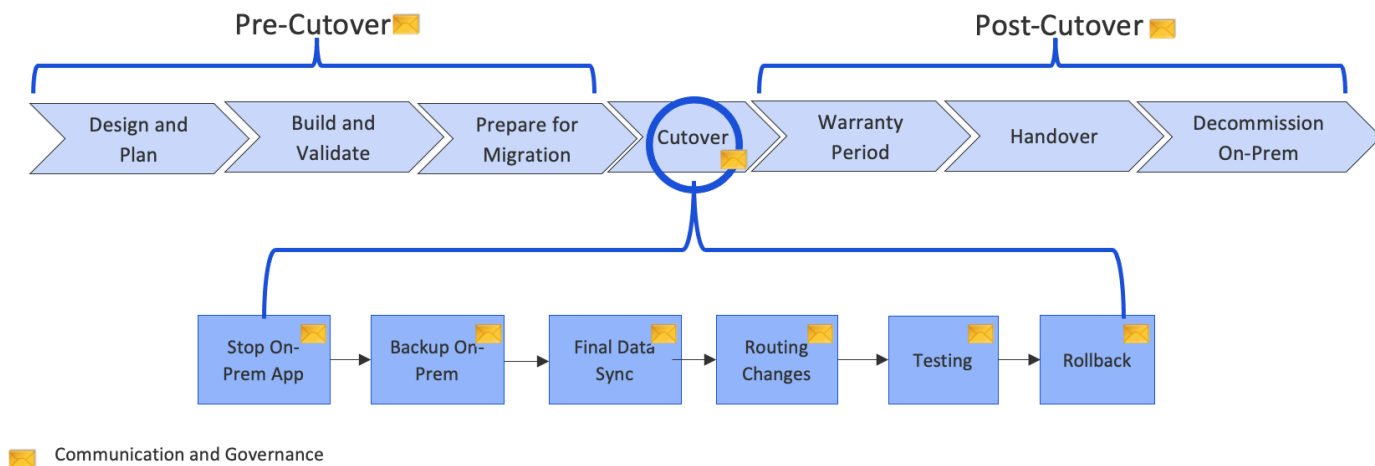 Pre-Cutover
Post-Cutover
Design and
Plan
Build and
Validate
Prepare for
Migration
Cutover
Warranty
Period
Handover
Decommission
On-Prem
Stop On-
Prem App
Backup On-
Prem
Final Data
Sync
Routing
Changes
Testing
Rollback
Communication and Governance